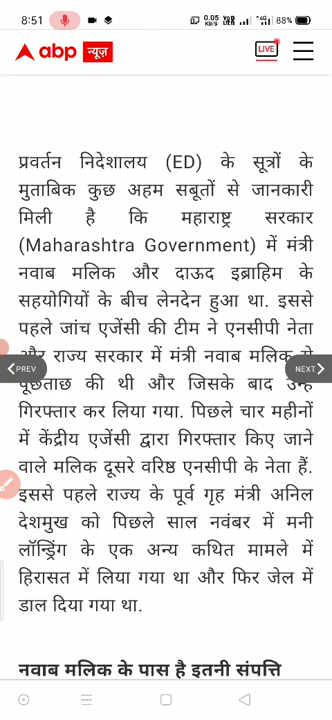 8:51 0.05 KB/S 4G 88%
abp न्यूज़ LIVE
प्रवर्तन निदेशालय (ED) के सूत्रों के
मुताबिक कुछ अहम सबूतों से जानकारी
मिली है कि महाराष्ट्र सरकार
(Maharashtra Government) में मंत्री
नवाब मलिक और दाऊद इब्राहिम के
सहयोगियों के बीच लेनदेन हुआ था. इससे
पहले जांच एजेंसी की टीम ने एनसीपी नेता
और राज्य सरकार में मंत्री नवाब मलिक से
PREV NEXT
पूछताछ की थी और जिसके बाद उन्हें
गिरफ्तार कर लिया गया. पिछले चार महीनों
में केंद्रीय एजेंसी द्वारा गिरफ्तार किए जाने
वाले मलिक दूसरे वरिष्ठ एनसीपी के नेता हैं.
इससे पहले राज्य के पूर्व गृह मंत्री अनिल
देशमुख को पिछले साल नवंबर में मनी
लॉन्ड्रिंग के एक अन्य कथित मामले में
हिरासत में लिया गया था और फिर जेल में
डाल दिया गया था.
नवाब मलिक के पास है इतनी संपत्ति